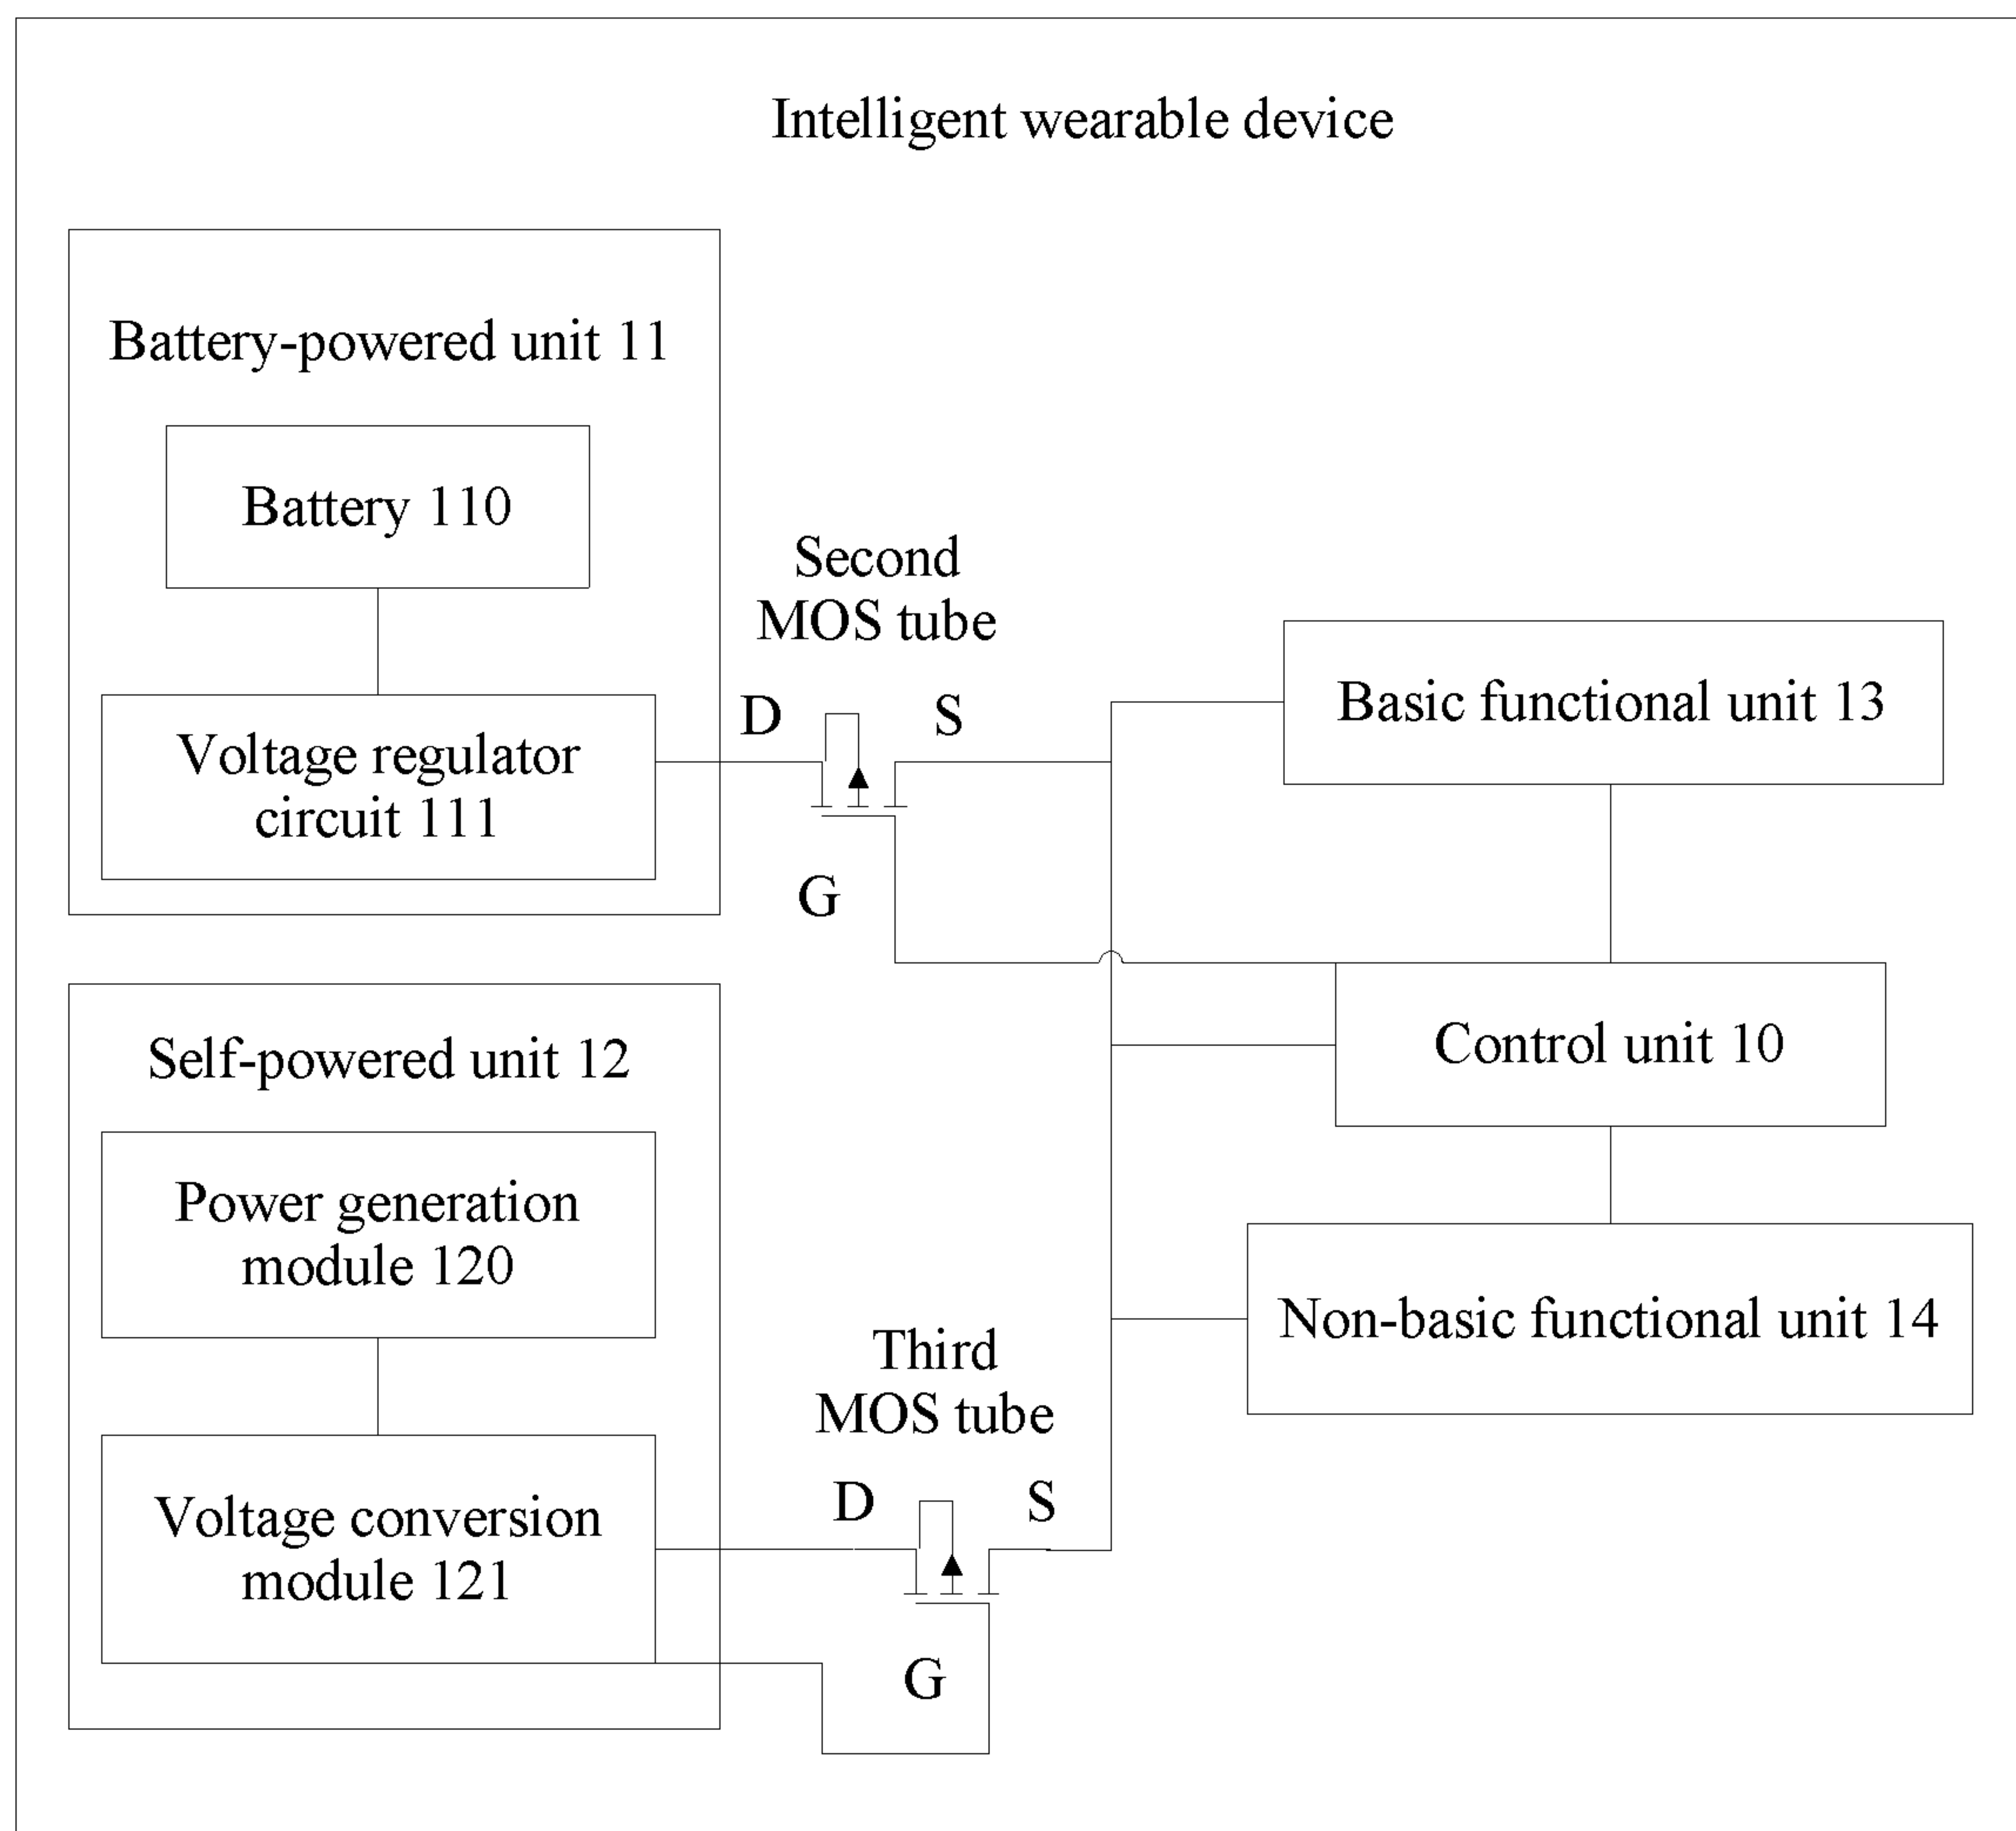 Intelligent wearable device
Battery-powered unit 11
Battery 110
Voltage regulator
circuit 111
Second
MOS tube
D
S
G
Basic functional unit 13
Control unit 10
Non-basic functional unit 14
Self-powered unit 12
Power generation
module 120
Voltage conversion
module 121
Third
MOS tube
D
S
G